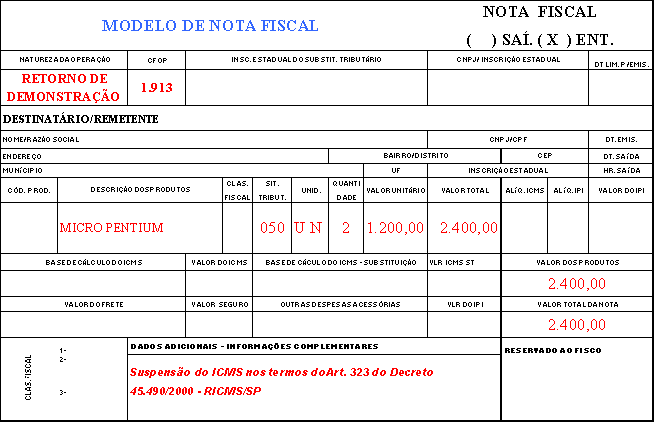 MODELO DE NOTA FISCAL
NOTA FISCAL
( ) SAÍ. ( X ) ENT.
NATUREZA DA OPERAÇÃO
CFOP
INSC. ESTADUAL DO SUBSTIT. TRIBUTÁRIO
CNPJ / INSCRIÇÃO ESTADUAL
DT LIM. P/EMIS.
RETORNO DE
DEMONSTRAÇÃO
1.913
DESTINATÁRIO/REMETENTE
NOME/RAZÃO SOCIAL
CNPJ/CPF
DT. EMIS.
ENDEREÇO
BAIRRO/DISTRITO
CEP
DT. SAÍDA
MUNICÍPIO
UF
INSCRIÇÃO ESTADUAL
HR. SAÍDA
CÓD. PROD.
DESCRIÇÃO DOS PRODUTOS
CLAS. FISCAL
SIT. TRIBUT.
UNID.
QUANTI DADE
VALOR UNITÁRIO
VALOR TOTAL
ALÍQ. ICMS
ALÍQ. IPI
VALOR DO IPI
MICRO PENTIUM
050
U N
2
1.200,00
2.400,00
BASE DE CÁLCULO DO ICMS
VALOR DO ICMS
BASE DE CÁCULO DO ICMS - SUBSTITUIÇÃO
VLR ICMS ST
VALOR DOS PRODUTOS
2.400,00
VALOR DO FRETE
VALOR SEGURO
OUTRAS DESPESAS ACESSÓRIAS
VLR DO IPI
VALOR TOTAL DA NOTA
2.400,00
CLAS. FISCAL
1-
2-
3-
DADOS ADICIONAIS - INFORMAÇÕES COMPLEMENTARES
Suspensão do ICMS nos termos doArt. 323 do Decreto
45.490/2000 - RICMS/SP
RESERVADO AO FISCO